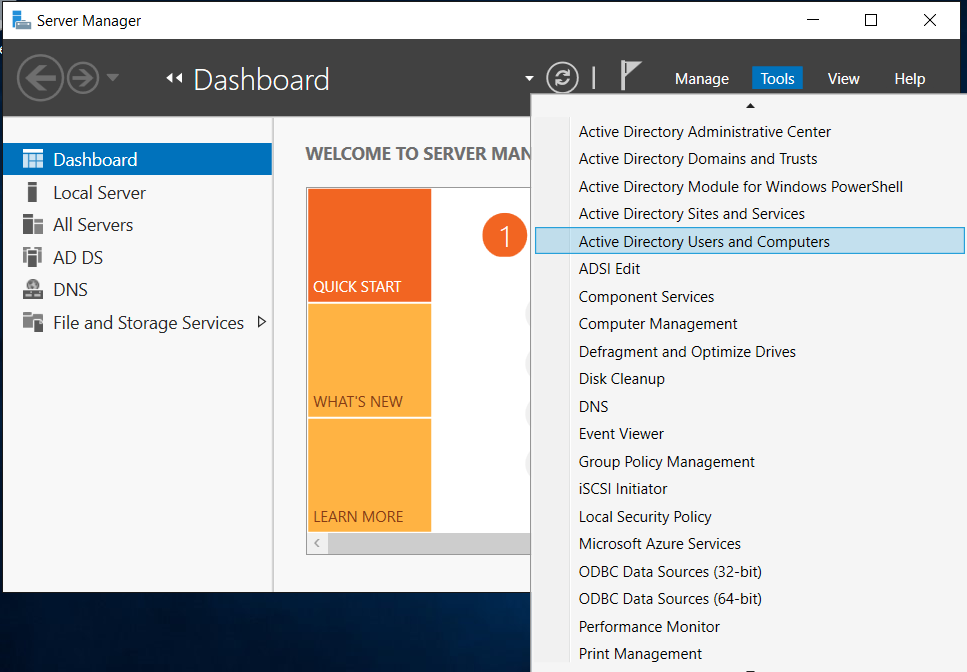 Server Manager
Dashboard
Manage
Tools
View
Help
Dashboard
Local Server
All Servers
AD DS
DNS
File and Storage Services
WELCOME TO SERVER MAN
QUICK START
WHAT'S NEW
LEARN MORE
1
Active Directory Administrative Center
Active Directory Domains and Trusts
Active Directory Module for Windows PowerShell
Active Directory Sites and Services
Active Directory Users and Computers
ADSI Edit
Component Services
Computer Management
Defragment and Optimize Drives
Disk Cleanup
DNS
Event Viewer
Group Policy Management
iSCSI Initiator
Local Security Policy
Microsoft Azure Services
ODBC Data Sources (32-bit)
ODBC Data Sources (64-bit)
Performance Monitor
Print Management